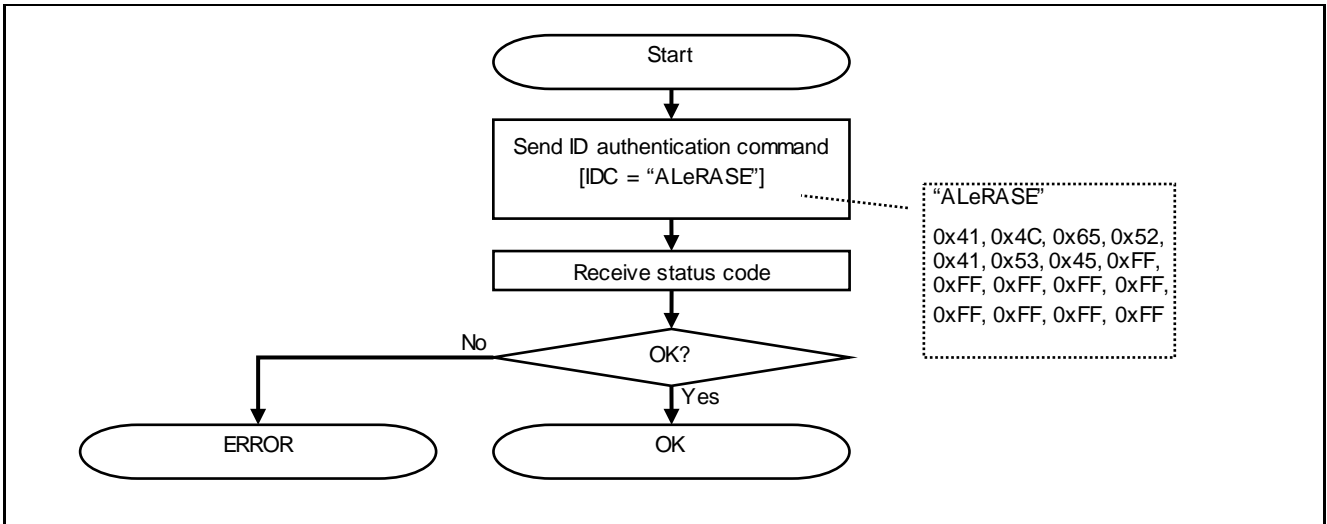 Start
Send ID authentication command
[IDC = “ALeRASE”]
“ALeRASE”
0x41, 0x4C, 0x65, 0x52,
0x41, 0x53, 0x45, 0xFF,
0xFF, 0xFF, 0xFF, 0xFF,
0xFF, 0xFF, 0xFF, 0xFF
Receive status code
No
OK?
Yes
ERROR
OK